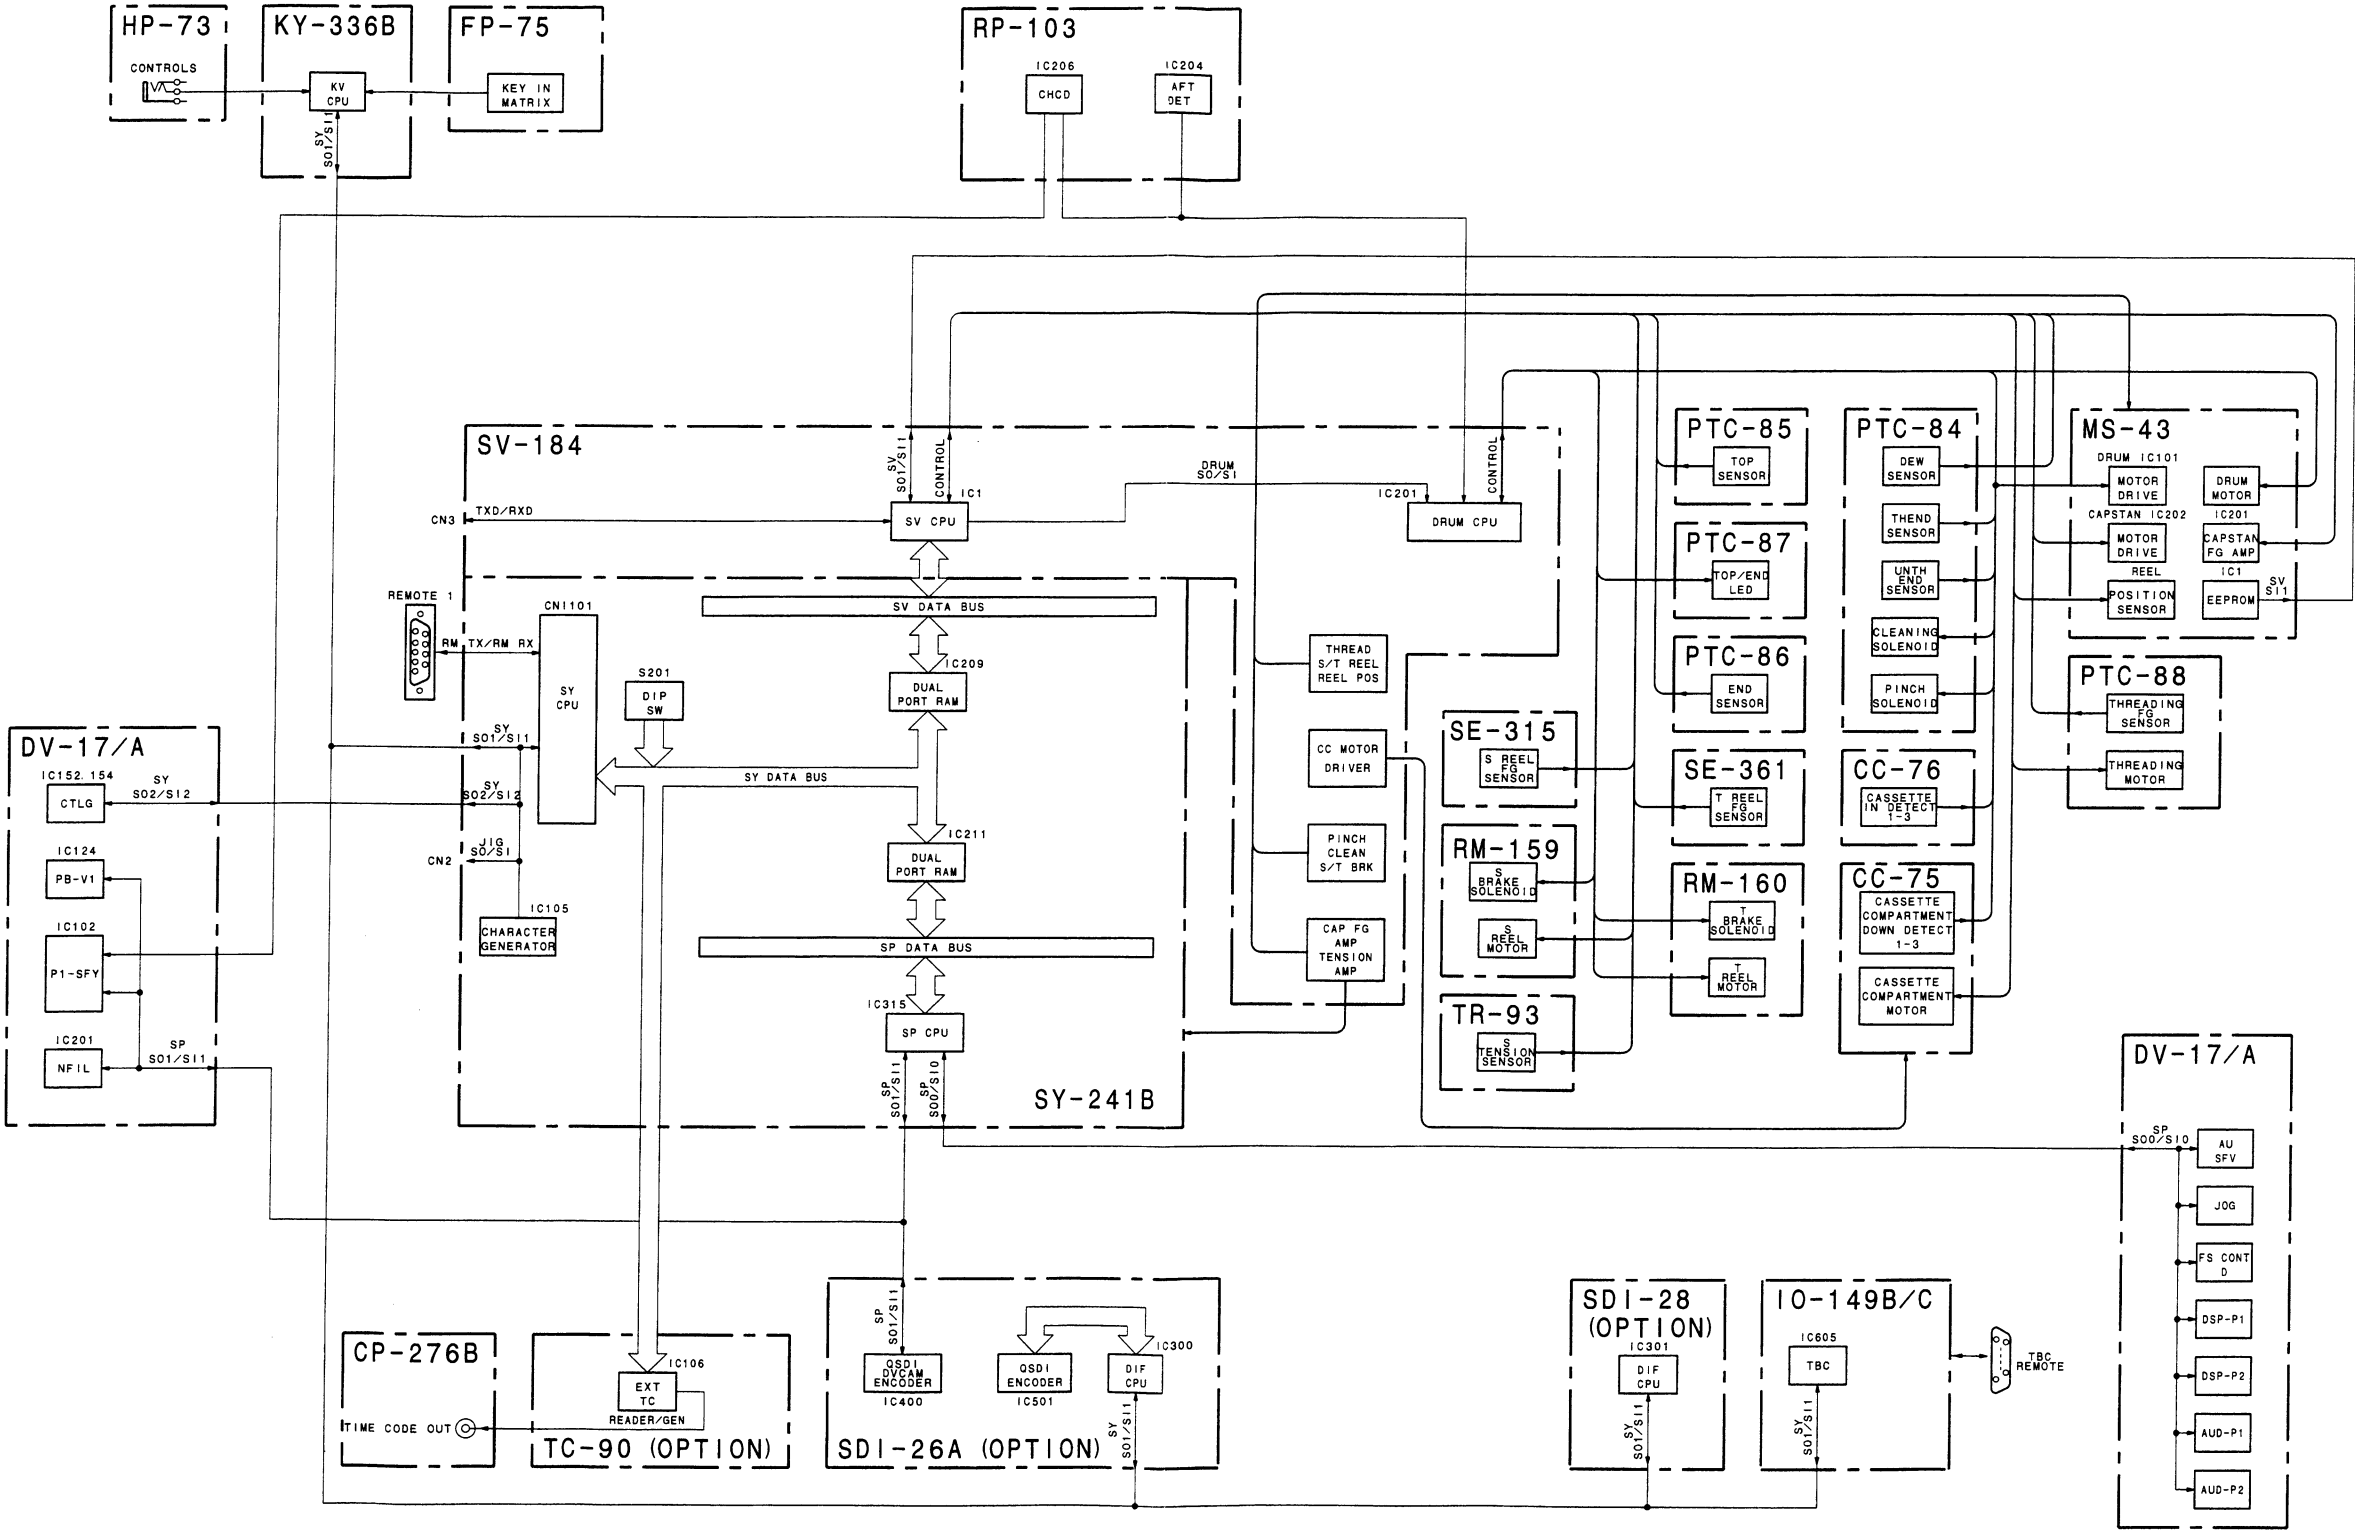 HP-73
CONTROLS
KY-336B
KV
CPU
SY
SO1/SI1
FP-75
KEY IN
MATRIX
RP-103
IC206
CHCD
IC204
AFT
DET
SV-184
SV
SO1/SI1
CONTROL
IC1
SV CPU
CN3
TXD/RXD
DRUM
SO/SI
IC201
CONTROL
DRUM CPU
REMOTE 1
RM TX/RM RX
CN1101
SY
CPU
S201
DIP
SW
SV DATA BUS
IC209
DUAL
PORT RAM
SY
SO1/SI1
SY DATA BUS
SY
SO2/SI2
JIG
SO/SI
CN2
IC211
DUAL
PORT RAM
IC105
CHARACTER
GENERATOR
SP DATA BUS
IC315
SP CPU
SP
SO1/SI1
SP
SO0/SI0
SY-241B
THREAD
S/T REEL
REEL POS
CC MOTOR
DRIVER
PINCH
CLEAN
S/T BRK
CAP FG
AMP
TENSION
AMP
DV-17/A
IC152, 154
CTLG
SY
SO2/SI2
IC124
PB-V1
IC102
P1-SFY
IC201
NFIL
SP
SO1/SI1
SE-315
S REEL
FG
SENSOR
RM-159
S
BRAKE
SOLENOID
S
REEL
MOTOR
TR-93
S
TENSION
SENSOR
PTC-85
TOP
SENSOR
PTC-87
TOP/END
LED
PTC-86
END
SENSOR
SE-361
T REEL
FG
SENSOR
RM-160
T
BRAKE
SOLENOID
T
REEL
MOTOR
PTC-84
DEW
SENSOR
THEND
SENSOR
UNTH
END
SENSOR
CLEANING
SOLENOID
PINCH
SOLENOID
CC-76
CASSETTE
IN DETECT
1-3
CC-75
CASSETTE
COMPARTMENT
DOWN DETECT
1-3
CASSETTE
COMPARTMENT
MOTOR
MS-43
DRUM IC101
MOTOR
DRIVE
DRUM
MOTOR
CAPSTAN IC202
MOTOR
DRIVE
IC201
CAPSTAN
FG AMP
REEL
POSITION
SENSOR
IC1
EEPROM
SV
SI1
PTC-88
THREADING
FG
SENSOR
THREADING
MOTOR
DV-17/A
SP
SO0/SI0
AU
SFV
JOG
FS CONT
D
DSP-P1
DSP-P2
AUD-P1
AUD-P2
CP-276B
TIME CODE OUT
IC106
EXT
TC
READER/GEN
TC-90 (OPTION)
SP
SO1/SI1
QSDI
DVCAM
ENCODER
IC400
QSDI
ENCODER
IC501
IC300
DIF
CPU
SY
SO1/SI1
SDI-26A (OPTION)
SDI-28
(OPTION)
IC301
DIF
CPU
SY
SO1/SI1
IO-149B/C
IC605
TBC
SY
SO1/SI1
TBC
REMOTE